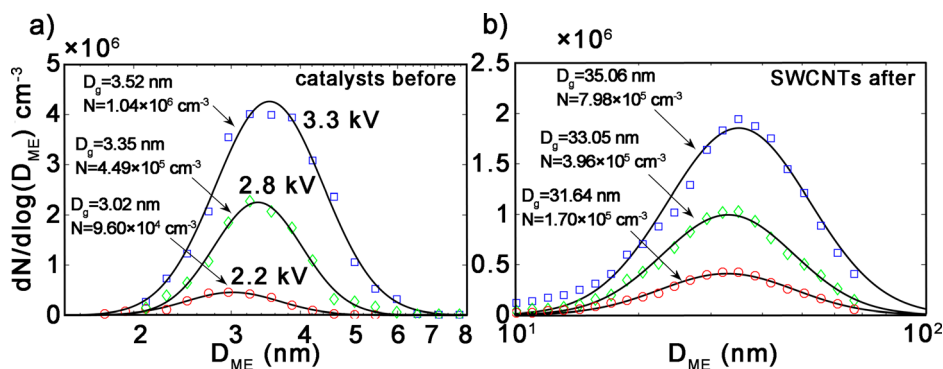 a)
×10⁶
dN/dlog(D_ME) cm⁻³
5
4
3
2
1
0
catalysts before
D_g=3.52 nm
N=1.04×10⁶ cm⁻³
3.3 kV
D_g=3.35 nm
N=4.49×10⁵ cm⁻³
2.8 kV
D_g=3.02 nm
N=9.60×10⁴ cm⁻³
2.2 kV
2 3 4 5 6 7 8
D_ME (nm)
b)
×10⁶
2.5
2
1.5
1
0.5
0
SWCNTs after
D_g=35.06 nm
N=7.98×10⁵ cm⁻³
D_g=33.05 nm
N=3.96×10⁵ cm⁻³
D_g=31.64 nm
N=1.70×10⁵ cm⁻³
10¹ 10²
D_ME (nm)